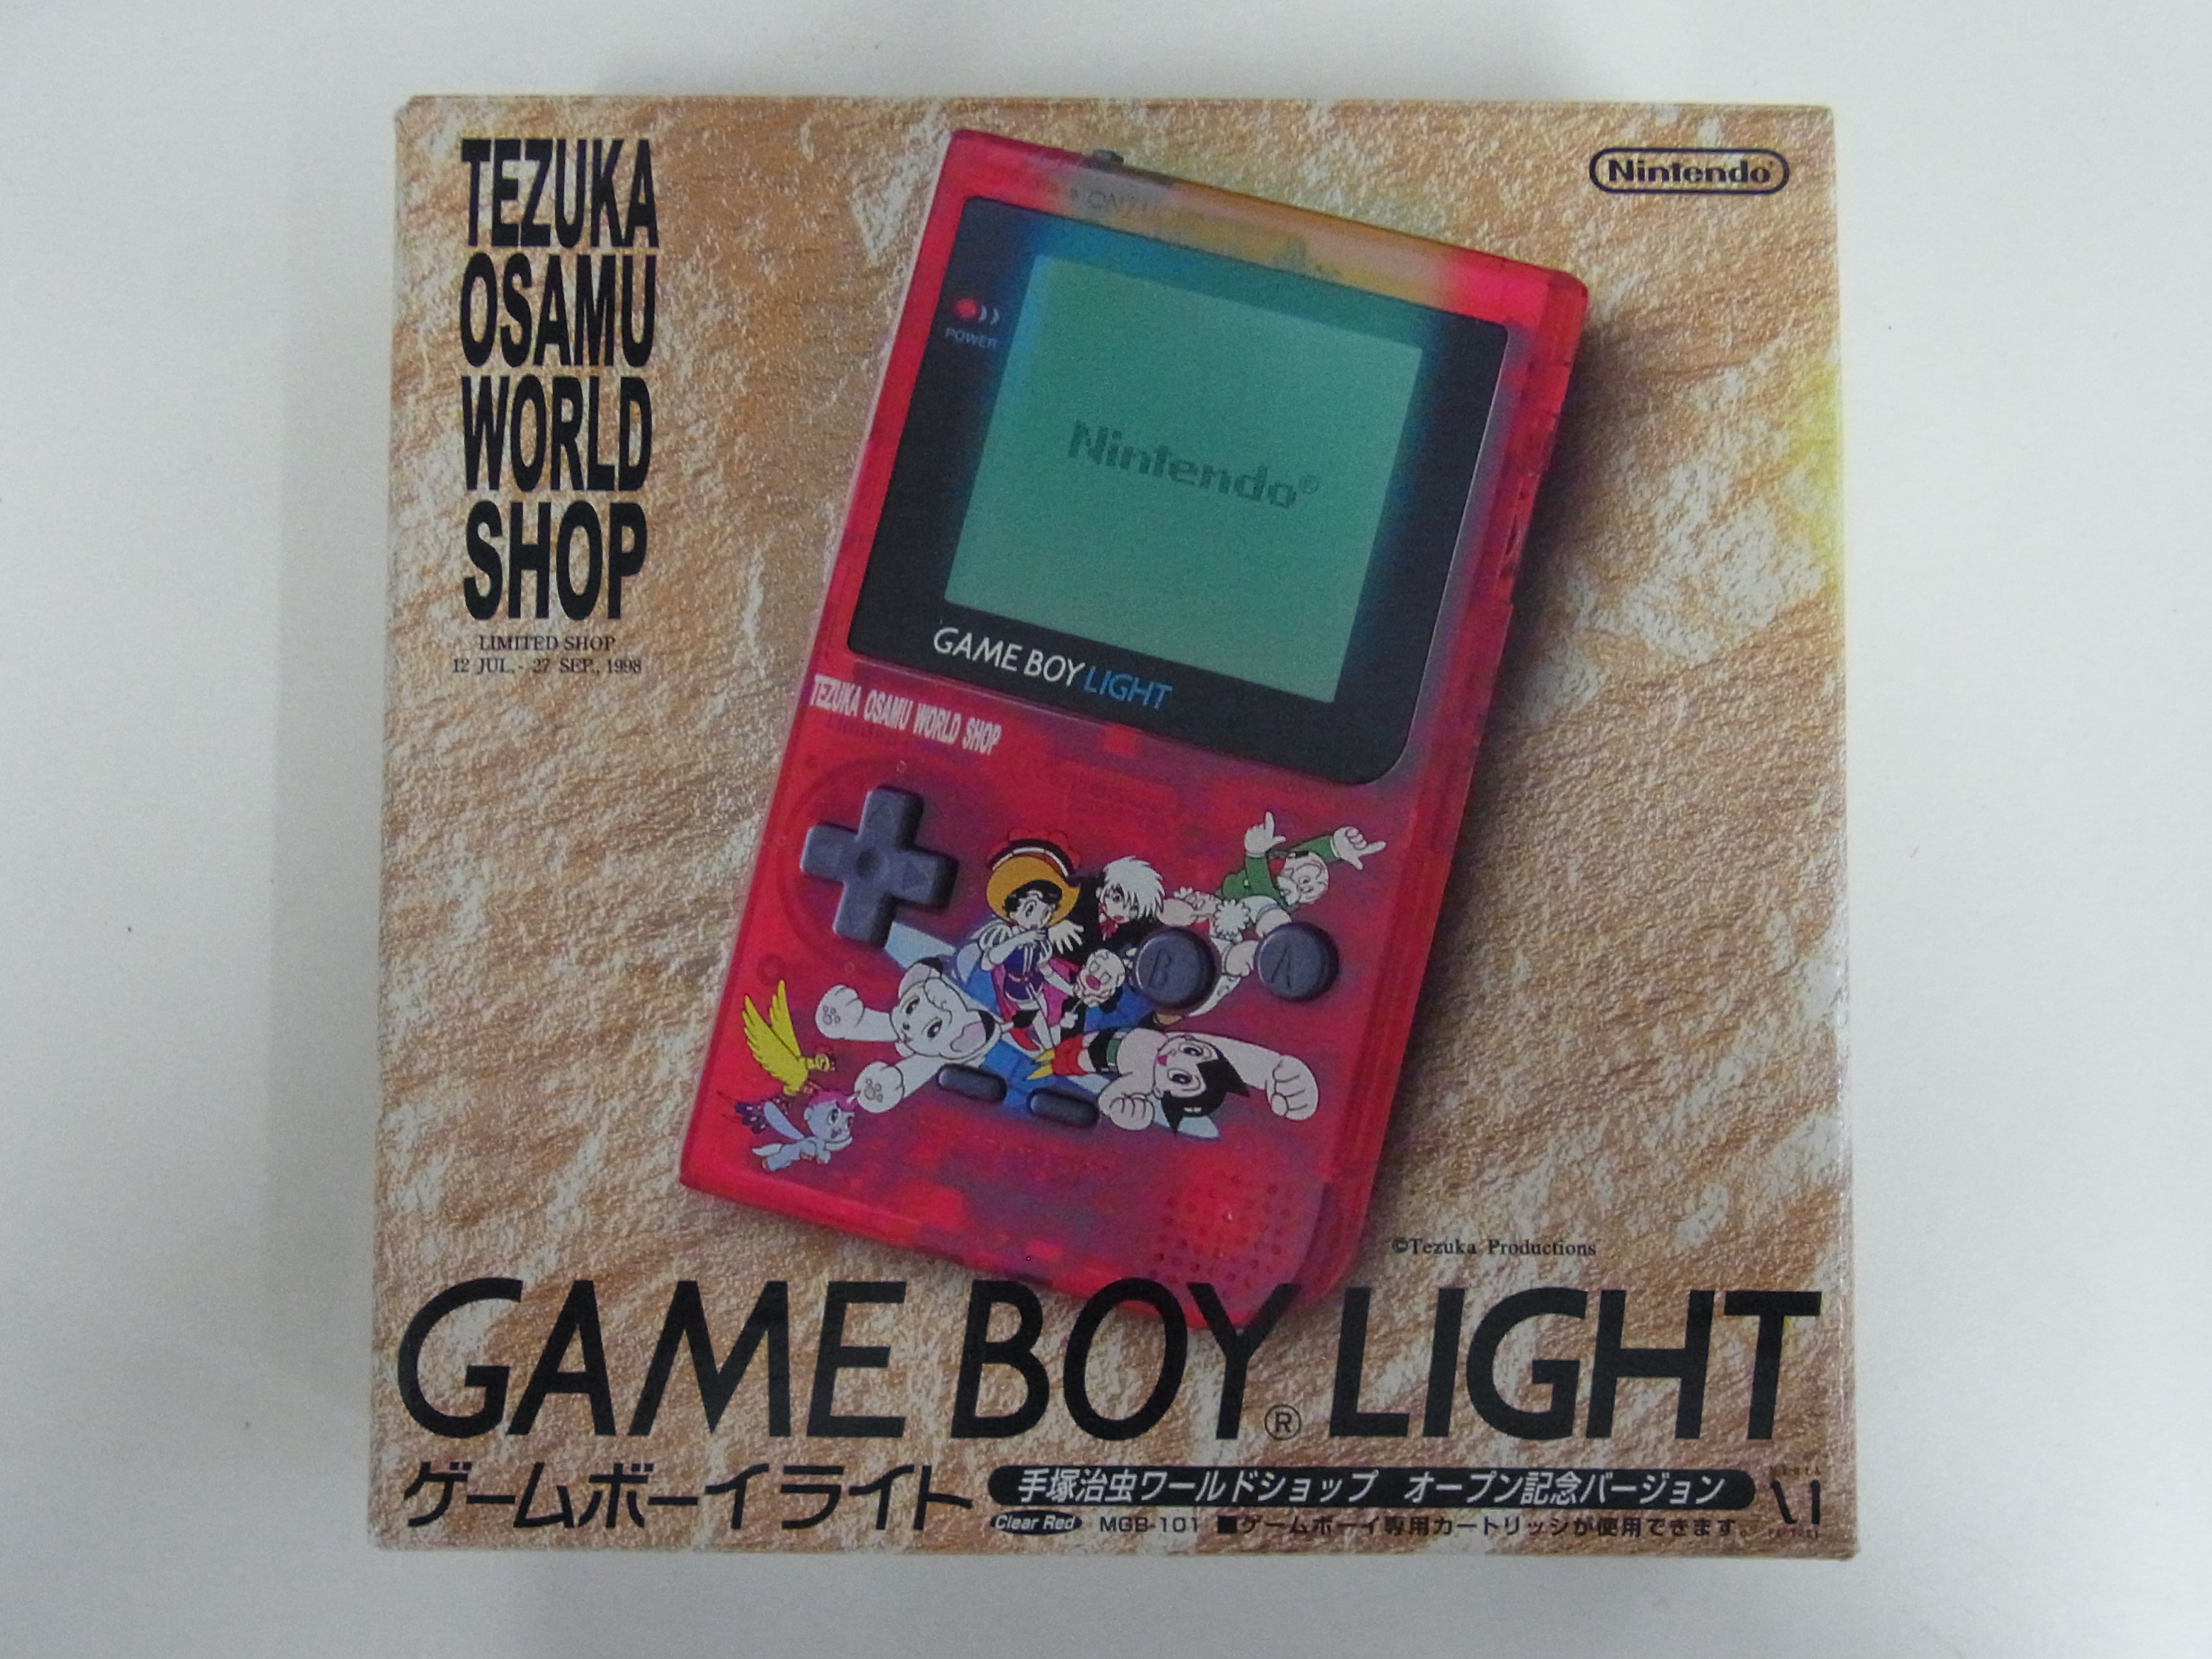 TEZUKA
OSAMU
WORLD
SHOP
LIMITED SHOP
12 JUL.- 27 SEP., 1998
Nintendo
POWER
Nintendo®
GAME BOY LIGHT
TEZUKA OSAMU WORLD SHOP
B A
©Tezuka Productions
GAME BOY® LIGHT
ゲームボーイライト
手塚治虫ワールドショップ オープン記念バージョン
Clear Red MGB-101 ■ゲームボーイ専用カートリッジが使用できます。